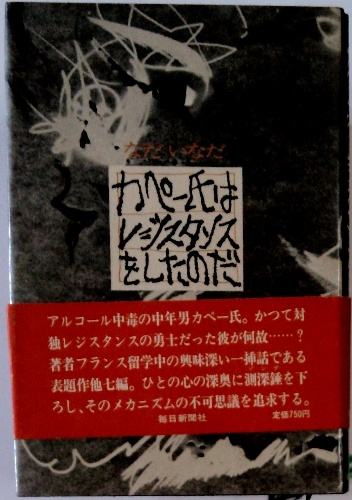 なだいなだ
カペー氏は
レジスタンス
をしたのだ
アルコール中毒の中年男カペー氏。かつて対
独レジスタンスの勇士だった彼が何故……?
著者フランス留学中の興味深い一挿話である
表題作他七編。ひとの心の深奥に測深錘を下
ろし、そのメカニズムの不可思議を追求する。
毎日新聞社
定価750円